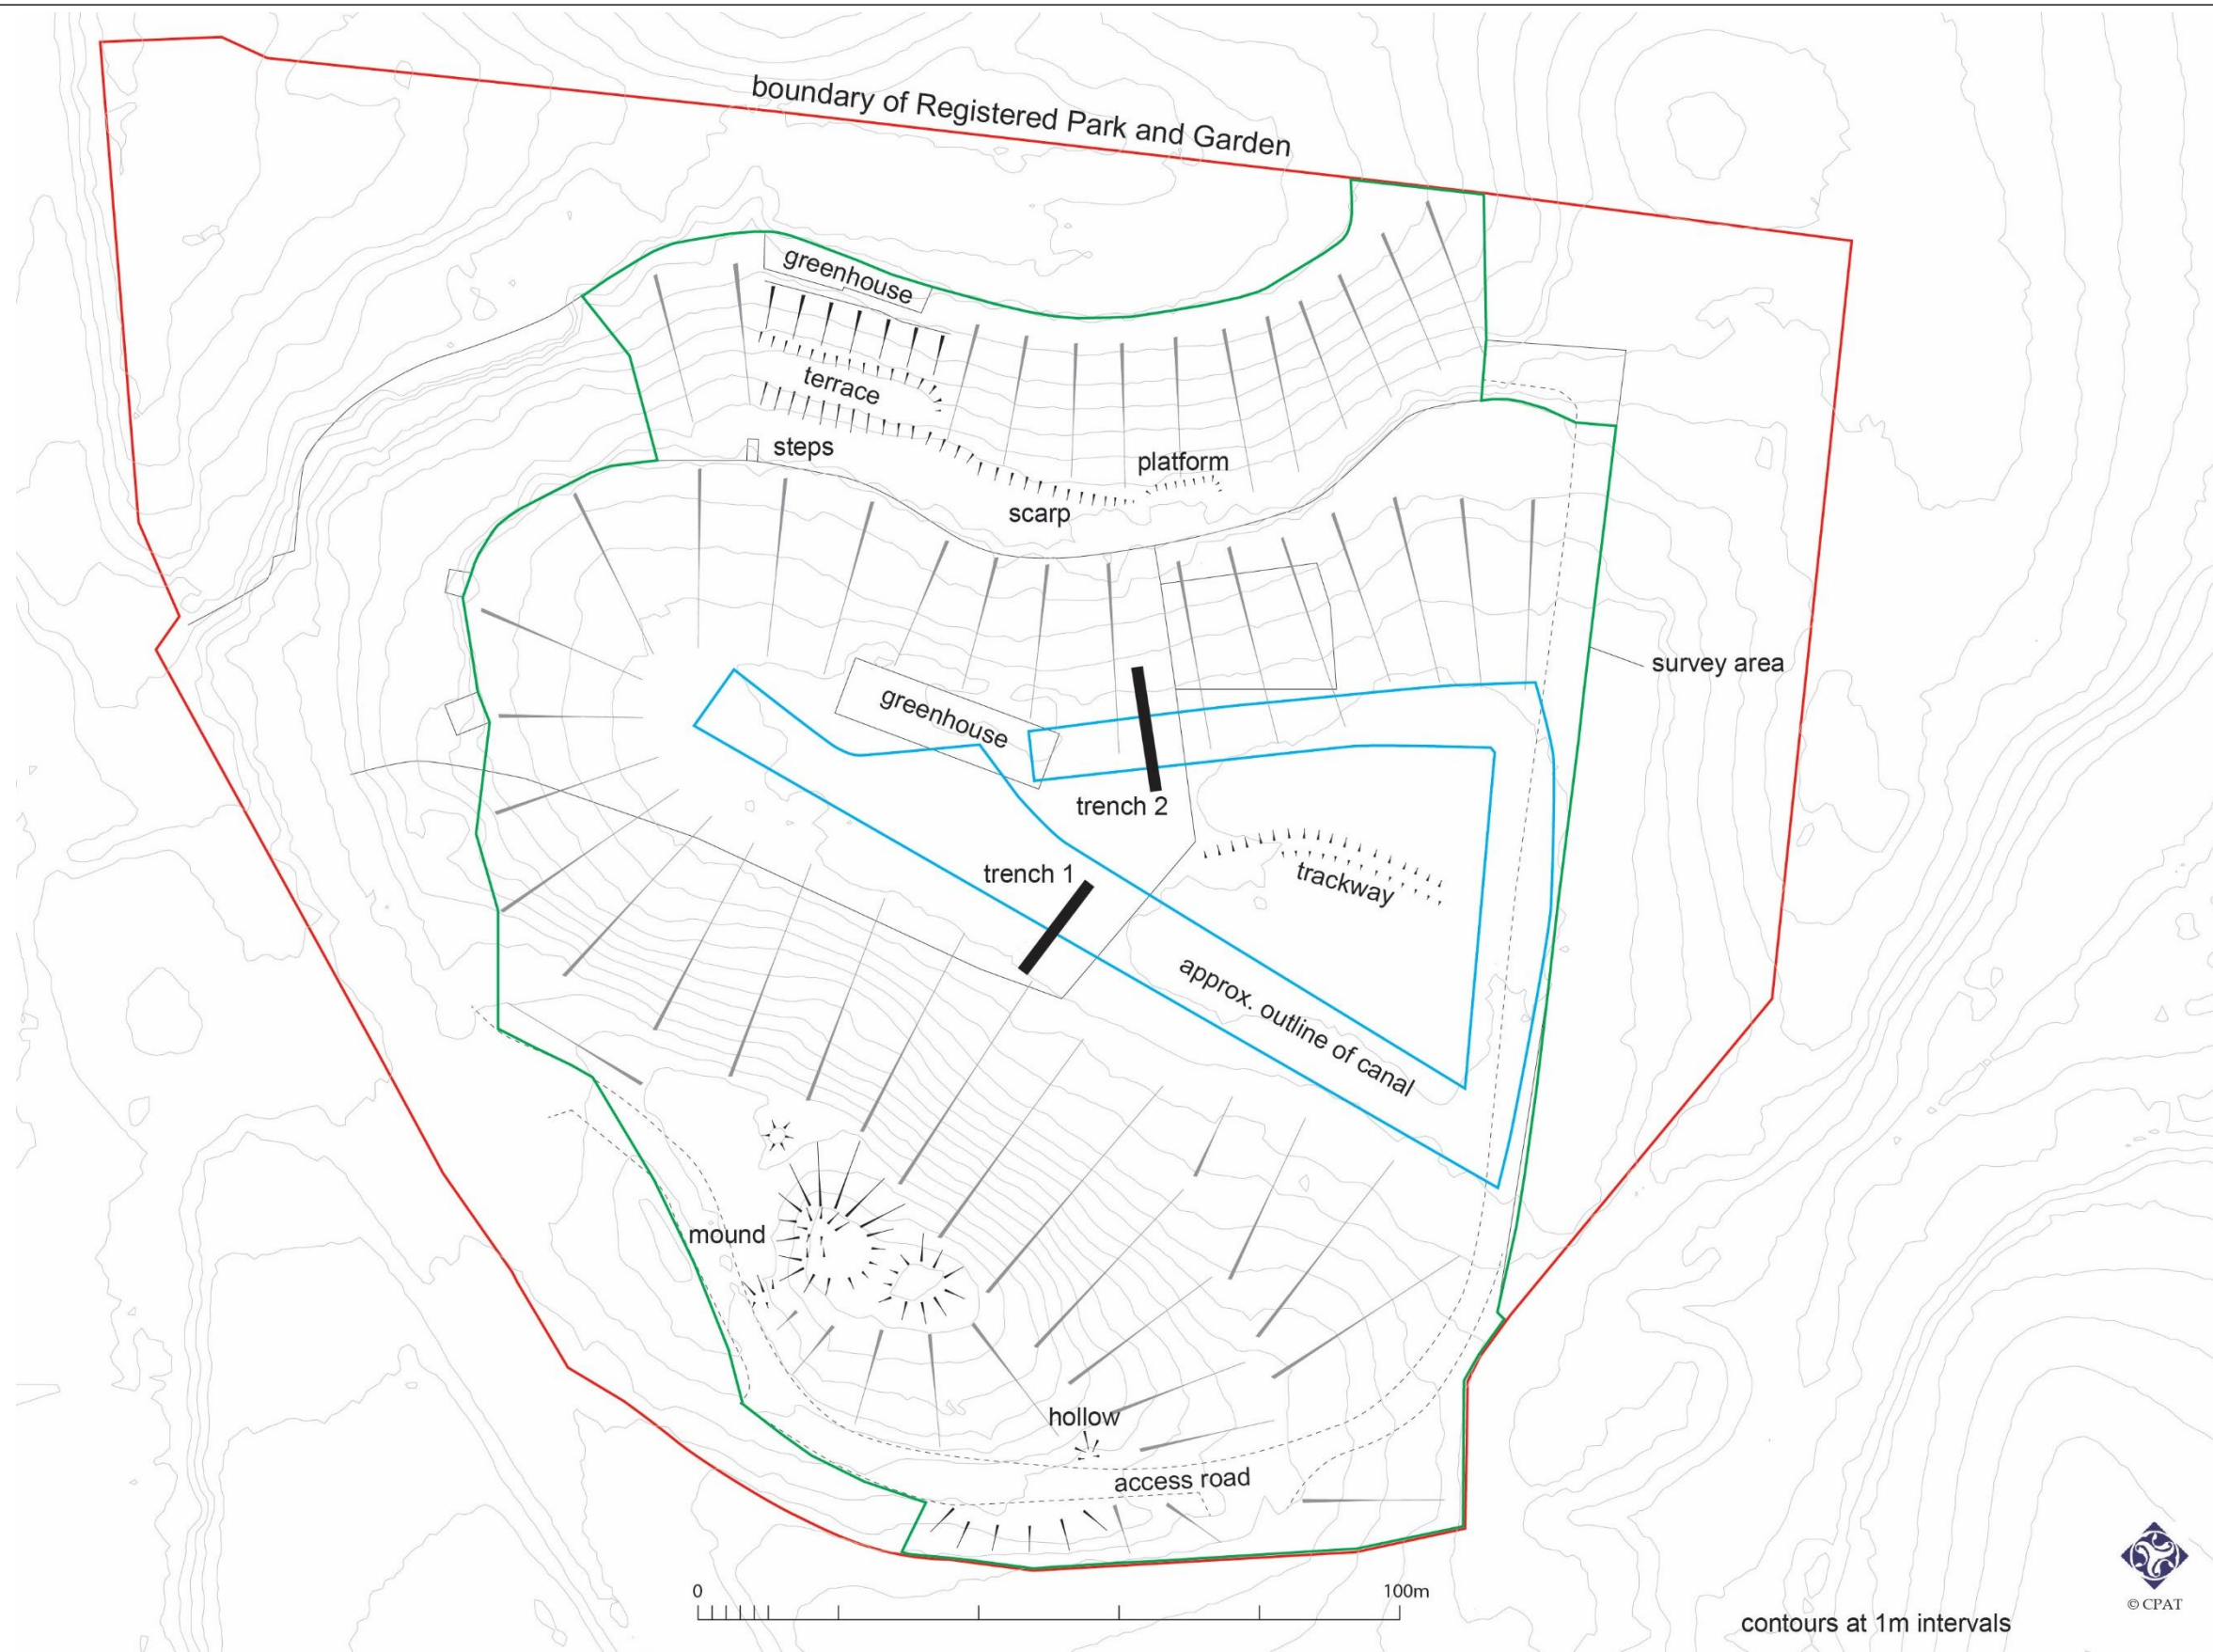 boundary of Registered Park and Garden
greenhouse
terrace
steps
platform
scarp
survey area
greenhouse
trench 2
trench 1
trackway
approx. outline of canal
mound
hollow
access road
0
100m
contours at 1m intervals
© CPAT